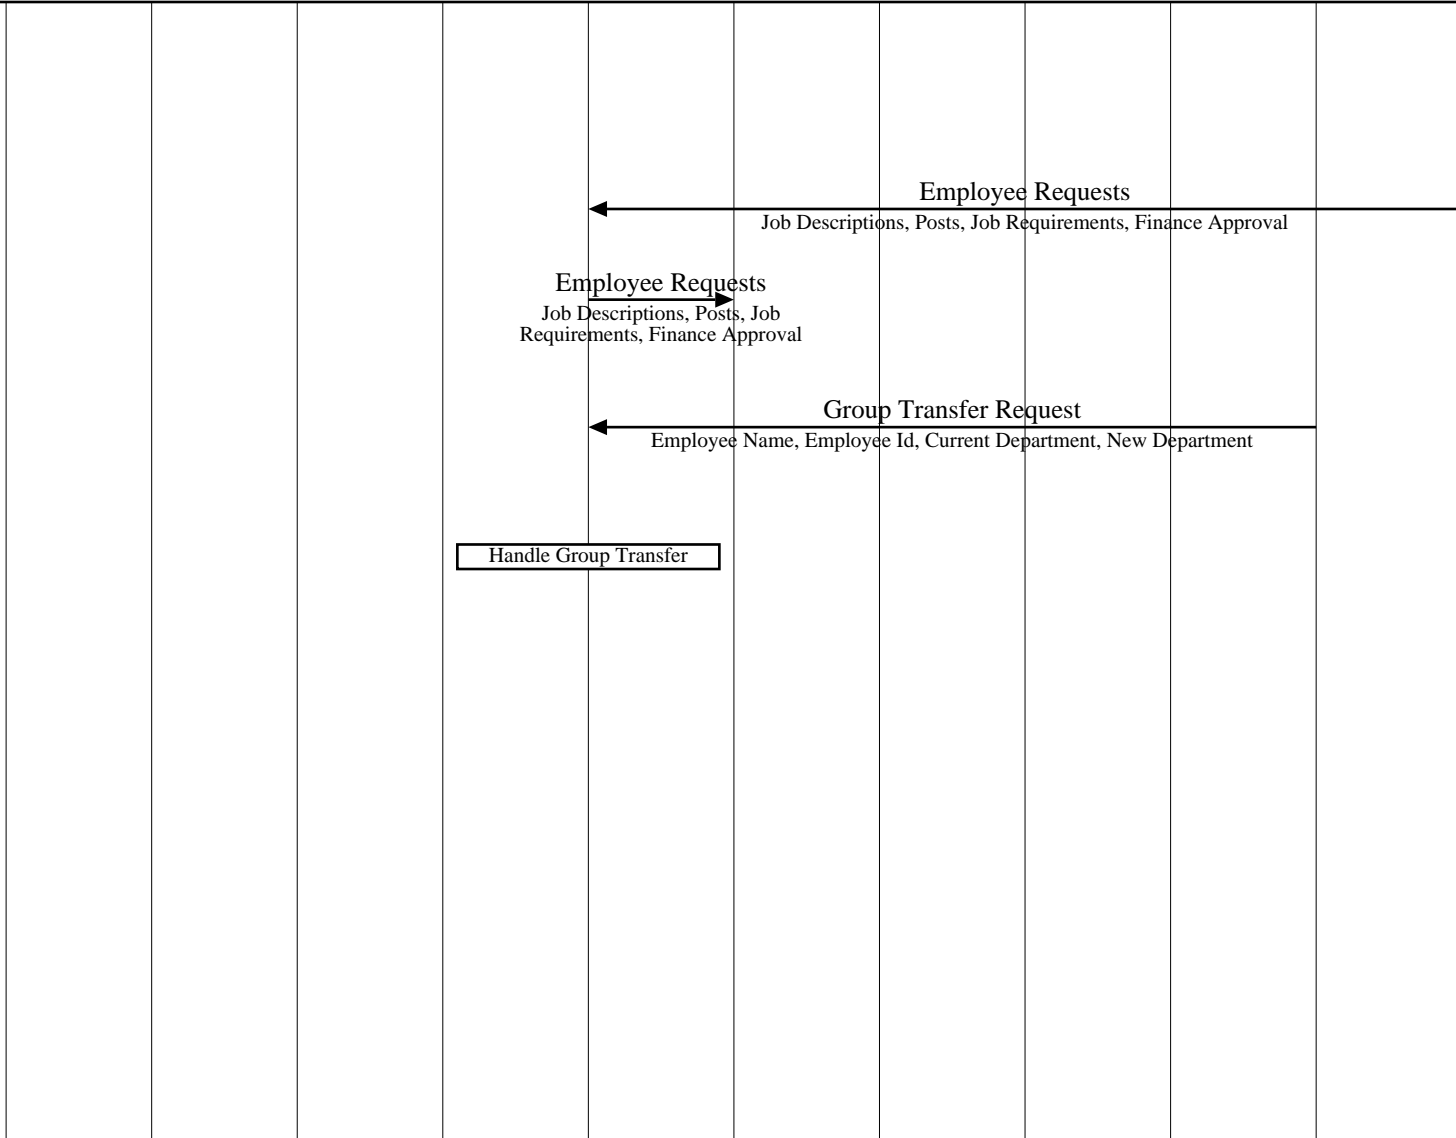 Employee Requests
Job Descriptions, Posts, Job Requirements, Finance Approval
Employee Requests
Job Descriptions, Posts, Job
Requirements, Finance Approval
Group Transfer Request
Employee Name, Employee Id, Current Department, New Department
Handle Group Transfer